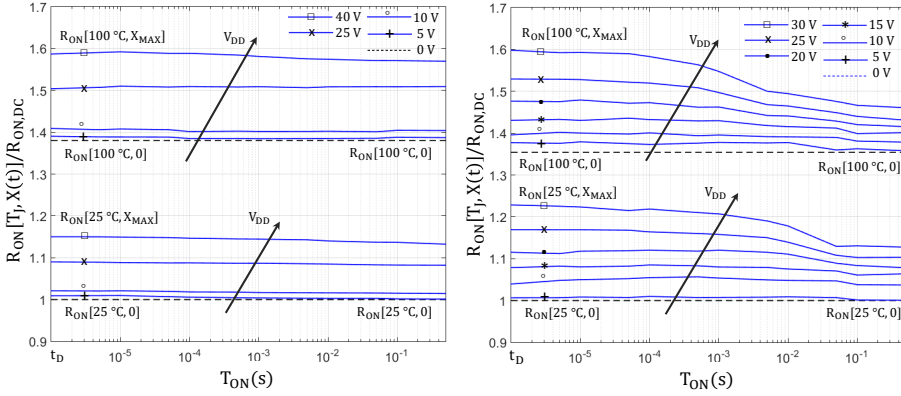 R_ON[T_J, X(t)]/R_ON,DC
1.7
1.6
1.5
1.4
1.3
1.2
1.1
1
0.9
R_ON[100 °C, X_MAX]
V_DD
40 V
10 V
25 V
5 V
0 V
R_ON[100 °C, 0]
R_ON[100 °C, 0]
R_ON[25 °C, X_MAX]
V_DD
R_ON[25 °C, 0]
R_ON[25 °C, 0]
t_D
10^-5
10^-4
10^-3
10^-2
10^-1
T_ON(s)
R_ON[T_J, X(t)]/R_ON,DC
1.7
1.6
1.5
1.4
1.3
1.2
1.1
1
0.9
R_ON[100 °C, X_MAX]
V_DD
30 V
15 V
25 V
10 V
20 V
5 V
0 V
R_ON[100 °C, 0]
R_ON[100 °C, 0]
R_ON[25 °C, X_MAX]
V_DD
R_ON[25 °C, 0]
R_ON[25 °C, 0]
t_D
10^-5
10^-4
10^-3
10^-2
10^-1
T_ON(s)